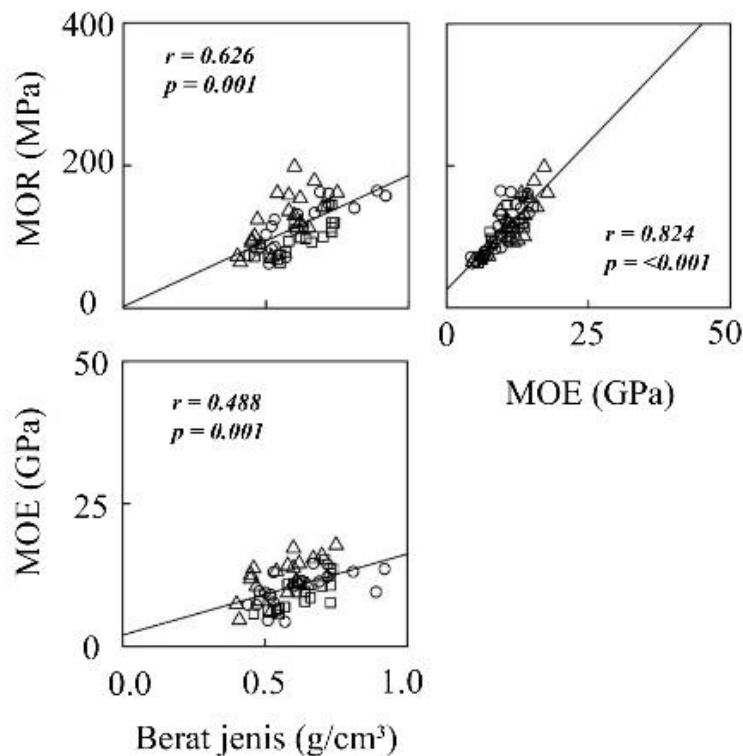 400
200
0
MOR (MPa)
r = 0.626
p = 0.001
r = 0.824
p = <0.001
0
25
50
MOE (GPa)
50
25
0
MOE (GPa)
r = 0.488
p = 0.001
0.0
0.5
1.0
Berat jenis (g/cm³)